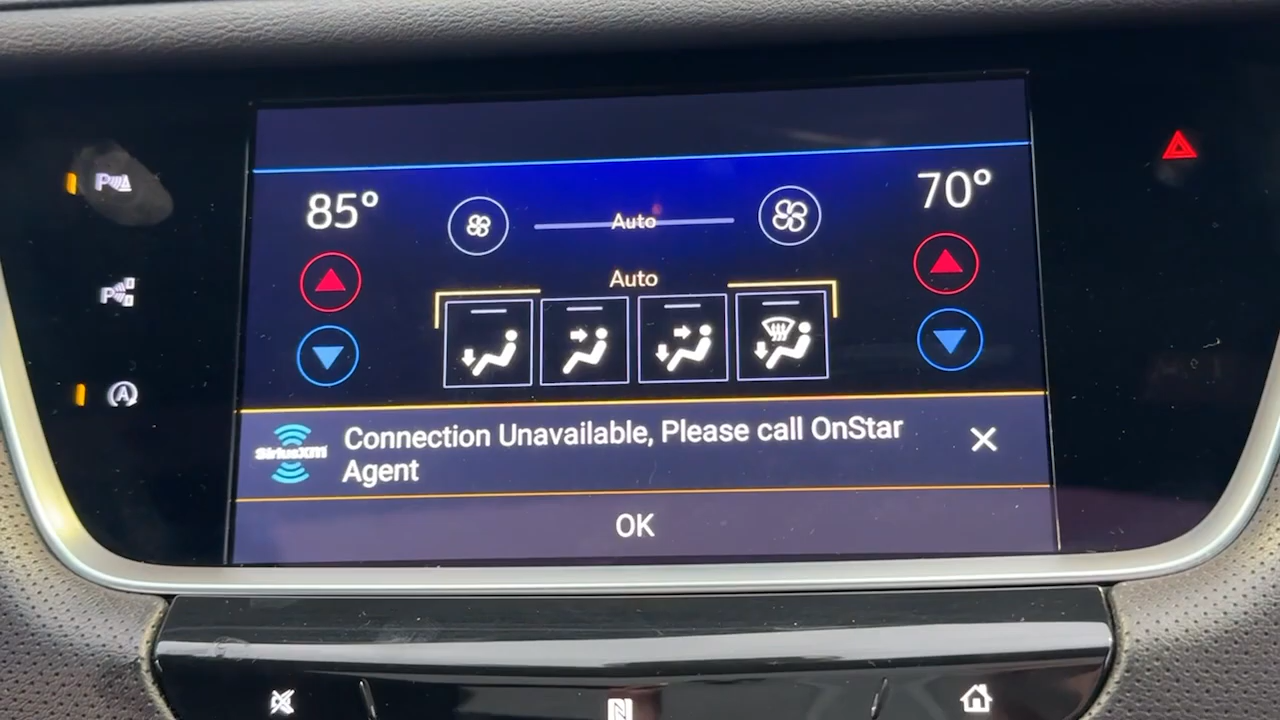 85°
Auto
70°
Auto
SiriusXM
Connection Unavailable, Please call OnStar
Agent
OK